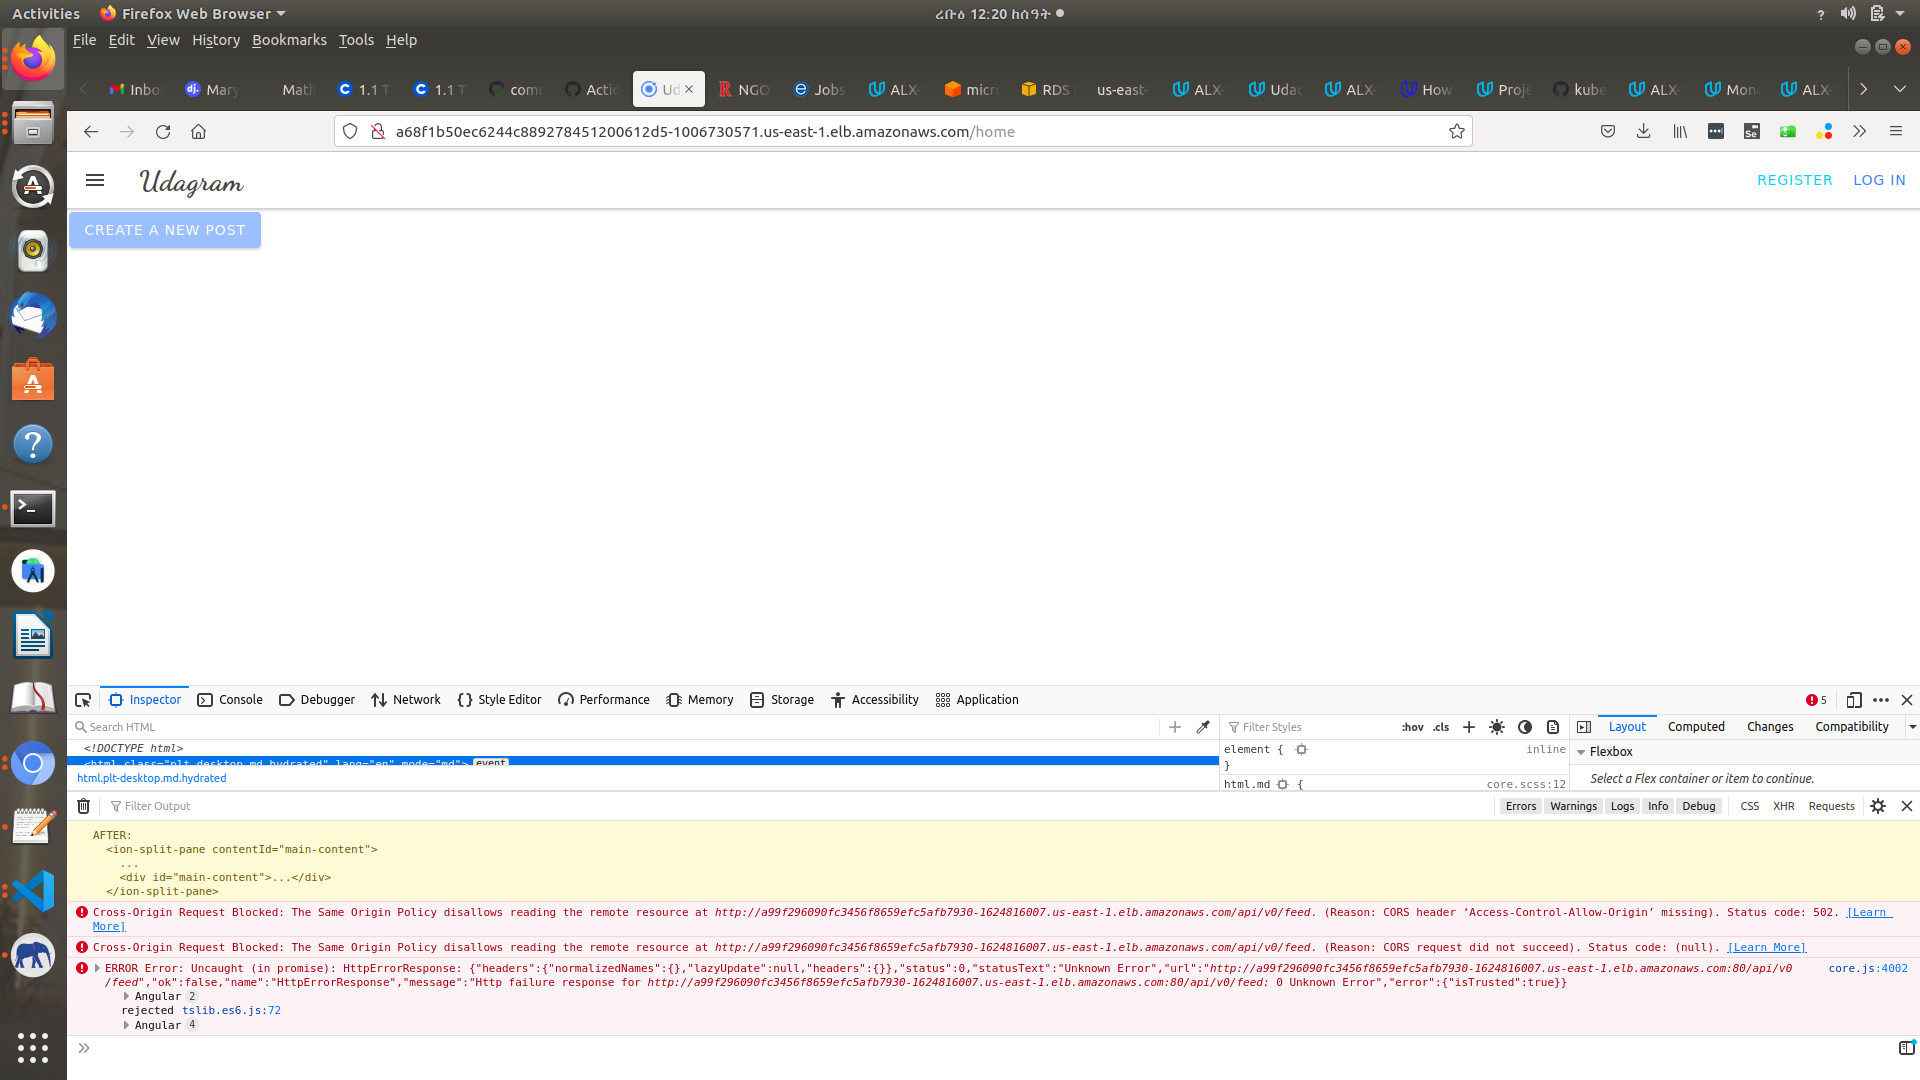 Activities
Firefox Web Browser
ረቡዕ 12:20 ከሰዓት
File Edit View History Bookmarks Tools Help
Inbo
Mary
Math
1.1 T
1.1 T
com
Actio
Ud
NGO
Jobs
ALX-
micr
RDS
us-east-
ALX-
Udac
ALX-
How
Proje
kube
ALX-
Mon
ALX-
a68f1b50ec6244c889278451200612d5-1006730571.us-east-1.elb.amazonaws.com/home
Udagram
REGISTER
LOG IN
CREATE A NEW POST
Inspector Console Debugger Network Style Editor Performance Memory Storage Accessibility Application
5
Search HTML
Filter Styles
:hov .cls
Layout Computed Changes Compatibility
<!DOCTYPE html>
<html class="plt-desktop md hydrated" lang="en" mode="md"> event
html.plt-desktop.md.hydrated
element {
inline
}
html.md {
core.scss:12
Flexbox
Select a Flex container or item to continue.
Filter Output
Errors Warnings Logs Info Debug CSS XHR Requests
AFTER:
<ion-split-pane contentId="main-content">
...
<div id="main-content">...</div>
</ion-split-pane>
Cross-Origin Request Blocked: The Same Origin Policy disallows reading the remote resource at http://a99f296090fc3456f8659efc5afb7930-1624816007.us-east-1.elb.amazonaws.com/api/v0/feed. (Reason: CORS header ‘Access-Control-Allow-Origin’ missing). Status code: 502. [Learn
More]
Cross-Origin Request Blocked: The Same Origin Policy disallows reading the remote resource at http://a99f296090fc3456f8659efc5afb7930-1624816007.us-east-1.elb.amazonaws.com/api/v0/feed. (Reason: CORS request did not succeed). Status code: (null). [Learn More]
ERROR Error: Uncaught (in promise): HttpErrorResponse: {"headers":{"normalizedNames":{},"lazyUpdate":null,"headers":{}},"status":0,"statusText":"Unknown Error","url":"http://a99f296090fc3456f8659efc5afb7930-1624816007.us-east-1.elb.amazonaws.com:80/api/v0
core.js:4002
/feed","ok":false,"name":"HttpErrorResponse","message":"Http failure response for http://a99f296090fc3456f8659efc5afb7930-1624816007.us-east-1.elb.amazonaws.com:80/api/v0/feed: 0 Unknown Error","error":{"isTrusted":true}}
Angular 2
rejected tslib.es6.js:72
Angular 4